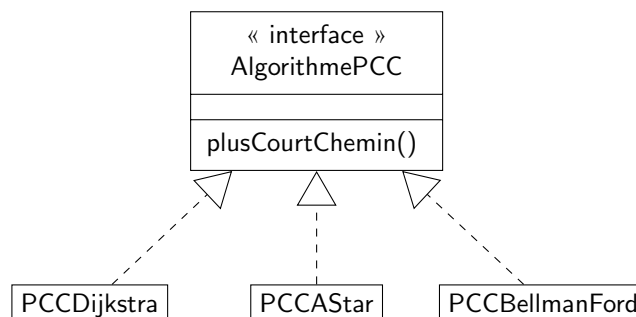 « interface »
AlgorithmePCC
plusCourtChemin()
PCCDijkstra
PCCAStar
PCCBellmanFord